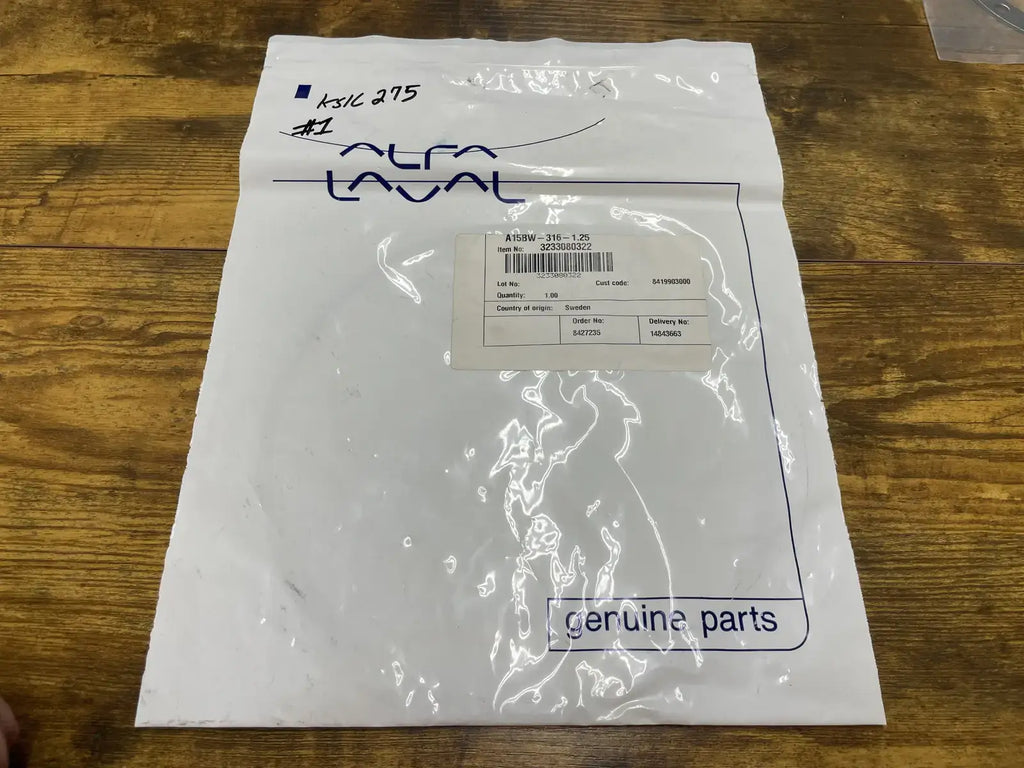 KSIC 275
#1
ALFA
LAVAL
A15BW-316-1.25
Item No: 3233080322
3233080322
Lot No: Cust code: 8419903000
Quantity: 1.00
Country of origin: Sweden
Order No: Delivery No:
8427235 14843663
genuine parts